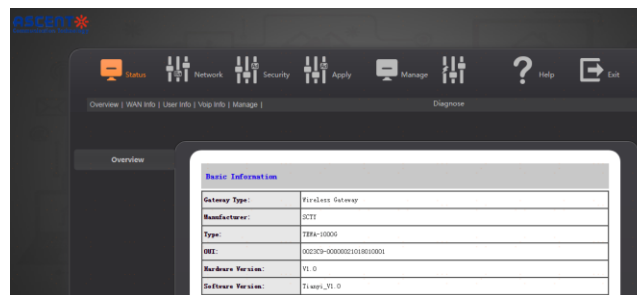 ASCENT
Status Network Security Apply Manage Help Exit
Overview | WAN Info | User Info | Voip Info | Manage | Diagnose
Overview
Basic Information
Gateway Type: Wireless Gateway
Manufacturer: SCTY
Type: TEWA-1000G
OUI: 0023C9-00000021018010001
Hardware Version: V1.0
Software Version: Tianyi_V1.0